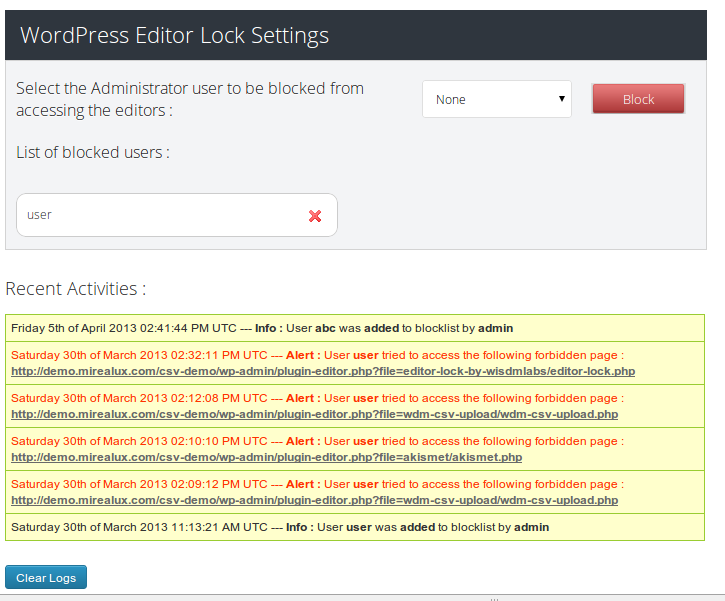 WordPress Editor Lock Settings
Select the Administrator user to be blocked from
accessing the editors :
None
Block
List of blocked users :
user
Recent Activities :
Friday 5th of April 2013 02:41:44 PM UTC --- Info : User abc was added to blocklist by admin
Saturday 30th of March 2013 02:32:11 PM UTC --- Alert : User user tried to access the following forbidden page :
http://demo.mirealux.com/csv-demo/wp-admin/plugin-editor.php?file=editor-lock-by-wisdmlabs/editor-lock.php
Saturday 30th of March 2013 02:12:08 PM UTC --- Alert : User user tried to access the following forbidden page :
http://demo.mirealux.com/csv-demo/wp-admin/plugin-editor.php?file=wdm-csv-upload/wdm-csv-upload.php
Saturday 30th of March 2013 02:10:10 PM UTC --- Alert : User user tried to access the following forbidden page :
http://demo.mirealux.com/csv-demo/wp-admin/plugin-editor.php?file=akismet/akismet.php
Saturday 30th of March 2013 02:09:12 PM UTC --- Alert : User user tried to access the following forbidden page :
http://demo.mirealux.com/csv-demo/wp-admin/plugin-editor.php?file=wdm-csv-upload/wdm-csv-upload.php
Saturday 30th of March 2013 11:13:21 AM UTC --- Info : User user was added to blocklist by admin
Clear Logs